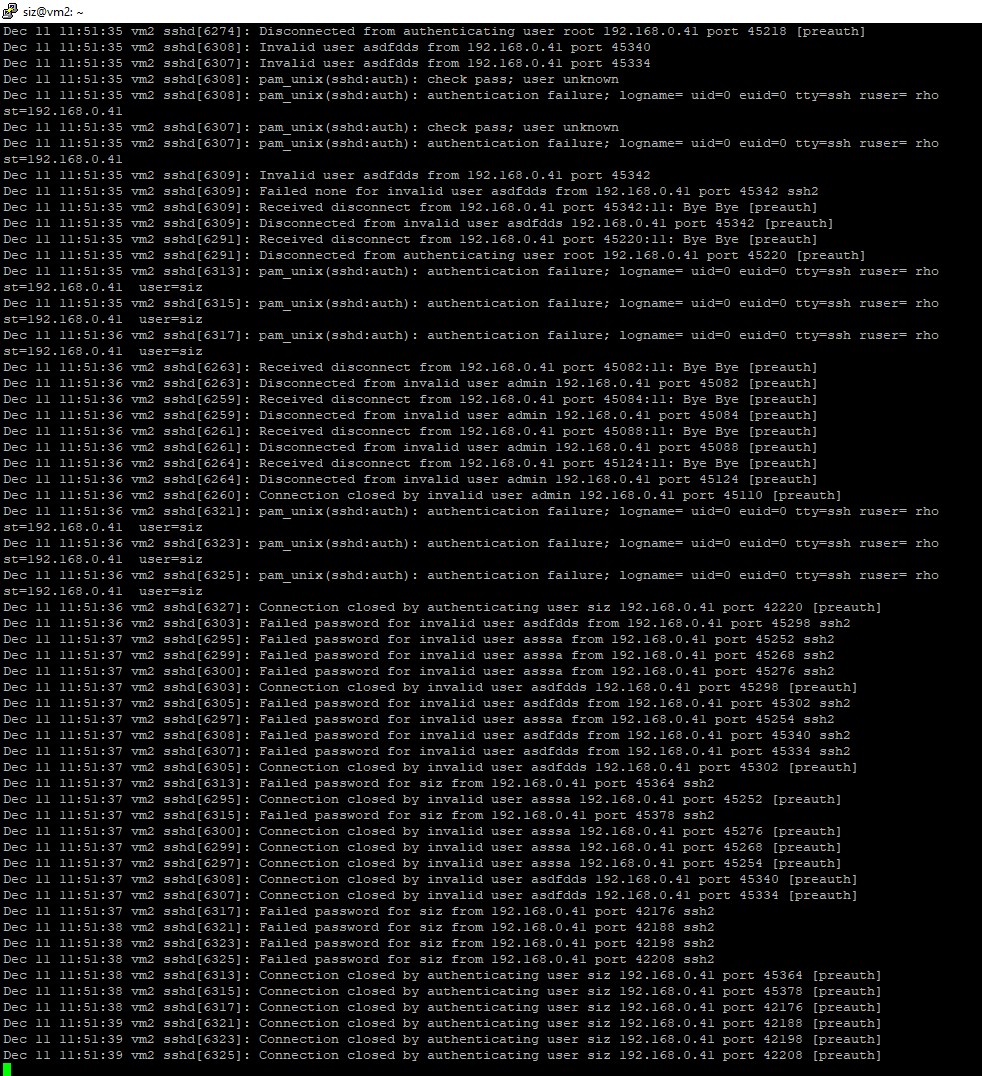 siz@vm2: ~
Dec 11 11:51:35 vm2 sshd[6274]: Disconnected from authenticating user root 192.168.0.41 port 45218 [preauth]
Dec 11 11:51:35 vm2 sshd[6308]: Invalid user asdfdds from 192.168.0.41 port 45340
Dec 11 11:51:35 vm2 sshd[6307]: Invalid user asdfdds from 192.168.0.41 port 45334
Dec 11 11:51:35 vm2 sshd[6308]: pam_unix(sshd:auth): check pass; user unknown
Dec 11 11:51:35 vm2 sshd[6308]: pam_unix(sshd:auth): authentication failure; logname= uid=0 euid=0 tty=ssh ruser= rho
st=192.168.0.41
Dec 11 11:51:35 vm2 sshd[6307]: pam_unix(sshd:auth): check pass; user unknown
Dec 11 11:51:35 vm2 sshd[6307]: pam_unix(sshd:auth): authentication failure; logname= uid=0 euid=0 tty=ssh ruser= rho
st=192.168.0.41
Dec 11 11:51:35 vm2 sshd[6309]: Invalid user asdfdds from 192.168.0.41 port 45342
Dec 11 11:51:35 vm2 sshd[6309]: Failed none for invalid user asdfdds from 192.168.0.41 port 45342 ssh2
Dec 11 11:51:35 vm2 sshd[6309]: Received disconnect from 192.168.0.41 port 45342:11: Bye Bye [preauth]
Dec 11 11:51:35 vm2 sshd[6309]: Disconnected from invalid user asdfdds 192.168.0.41 port 45342 [preauth]
Dec 11 11:51:35 vm2 sshd[6291]: Received disconnect from 192.168.0.41 port 45220:11: Bye Bye [preauth]
Dec 11 11:51:35 vm2 sshd[6291]: Disconnected from authenticating user root 192.168.0.41 port 45220 [preauth]
Dec 11 11:51:35 vm2 sshd[6313]: pam_unix(sshd:auth): authentication failure; logname= uid=0 euid=0 tty=ssh ruser= rho
st=192.168.0.41  user=siz
Dec 11 11:51:35 vm2 sshd[6315]: pam_unix(sshd:auth): authentication failure; logname= uid=0 euid=0 tty=ssh ruser= rho
st=192.168.0.41  user=siz
Dec 11 11:51:36 vm2 sshd[6317]: pam_unix(sshd:auth): authentication failure; logname= uid=0 euid=0 tty=ssh ruser= rho
st=192.168.0.41  user=siz
Dec 11 11:51:36 vm2 sshd[6263]: Received disconnect from 192.168.0.41 port 45082:11: Bye Bye [preauth]
Dec 11 11:51:36 vm2 sshd[6263]: Disconnected from invalid user admin 192.168.0.41 port 45082 [preauth]
Dec 11 11:51:36 vm2 sshd[6259]: Received disconnect from 192.168.0.41 port 45084:11: Bye Bye [preauth]
Dec 11 11:51:36 vm2 sshd[6259]: Disconnected from invalid user admin 192.168.0.41 port 45084 [preauth]
Dec 11 11:51:36 vm2 sshd[6261]: Received disconnect from 192.168.0.41 port 45088:11: Bye Bye [preauth]
Dec 11 11:51:36 vm2 sshd[6261]: Disconnected from invalid user admin 192.168.0.41 port 45088 [preauth]
Dec 11 11:51:36 vm2 sshd[6264]: Received disconnect from 192.168.0.41 port 45124:11: Bye Bye [preauth]
Dec 11 11:51:36 vm2 sshd[6264]: Disconnected from invalid user admin 192.168.0.41 port 45124 [preauth]
Dec 11 11:51:36 vm2 sshd[6260]: Connection closed by invalid user admin 192.168.0.41 port 45110 [preauth]
Dec 11 11:51:36 vm2 sshd[6321]: pam_unix(sshd:auth): authentication failure; logname= uid=0 euid=0 tty=ssh ruser= rho
st=192.168.0.41  user=siz
Dec 11 11:51:36 vm2 sshd[6323]: pam_unix(sshd:auth): authentication failure; logname= uid=0 euid=0 tty=ssh ruser= rho
st=192.168.0.41  user=siz
Dec 11 11:51:36 vm2 sshd[6325]: pam_unix(sshd:auth): authentication failure; logname= uid=0 euid=0 tty=ssh ruser= rho
st=192.168.0.41  user=siz
Dec 11 11:51:36 vm2 sshd[6327]: Connection closed by authenticating user siz 192.168.0.41 port 42220 [preauth]
Dec 11 11:51:36 vm2 sshd[6303]: Failed password for invalid user asdfdds from 192.168.0.41 port 45298 ssh2
Dec 11 11:51:37 vm2 sshd[6295]: Failed password for invalid user asssa from 192.168.0.41 port 45252 ssh2
Dec 11 11:51:37 vm2 sshd[6299]: Failed password for invalid user asssa from 192.168.0.41 port 45268 ssh2
Dec 11 11:51:37 vm2 sshd[6300]: Failed password for invalid user asssa from 192.168.0.41 port 45276 ssh2
Dec 11 11:51:37 vm2 sshd[6303]: Connection closed by invalid user asdfdds 192.168.0.41 port 45298 [preauth]
Dec 11 11:51:37 vm2 sshd[6305]: Failed password for invalid user asdfdds from 192.168.0.41 port 45302 ssh2
Dec 11 11:51:37 vm2 sshd[6297]: Failed password for invalid user asssa from 192.168.0.41 port 45254 ssh2
Dec 11 11:51:37 vm2 sshd[6308]: Failed password for invalid user asdfdds from 192.168.0.41 port 45340 ssh2
Dec 11 11:51:37 vm2 sshd[6307]: Failed password for invalid user asdfdds from 192.168.0.41 port 45334 ssh2
Dec 11 11:51:37 vm2 sshd[6305]: Connection closed by invalid user asdfdds 192.168.0.41 port 45302 [preauth]
Dec 11 11:51:37 vm2 sshd[6313]: Failed password for siz from 192.168.0.41 port 45364 ssh2
Dec 11 11:51:37 vm2 sshd[6295]: Connection closed by invalid user asssa 192.168.0.41 port 45252 [preauth]
Dec 11 11:51:37 vm2 sshd[6315]: Failed password for siz from 192.168.0.41 port 45378 ssh2
Dec 11 11:51:37 vm2 sshd[6300]: Connection closed by invalid user asssa 192.168.0.41 port 45276 [preauth]
Dec 11 11:51:37 vm2 sshd[6299]: Connection closed by invalid user asssa 192.168.0.41 port 45268 [preauth]
Dec 11 11:51:37 vm2 sshd[6297]: Connection closed by invalid user asssa 192.168.0.41 port 45254 [preauth]
Dec 11 11:51:37 vm2 sshd[6308]: Connection closed by invalid user asdfdds 192.168.0.41 port 45340 [preauth]
Dec 11 11:51:37 vm2 sshd[6307]: Connection closed by invalid user asdfdds 192.168.0.41 port 45334 [preauth]
Dec 11 11:51:37 vm2 sshd[6317]: Failed password for siz from 192.168.0.41 port 42176 ssh2
Dec 11 11:51:38 vm2 sshd[6321]: Failed password for siz from 192.168.0.41 port 42188 ssh2
Dec 11 11:51:38 vm2 sshd[6323]: Failed password for siz from 192.168.0.41 port 42198 ssh2
Dec 11 11:51:38 vm2 sshd[6325]: Failed password for siz from 192.168.0.41 port 42208 ssh2
Dec 11 11:51:38 vm2 sshd[6313]: Connection closed by authenticating user siz 192.168.0.41 port 45364 [preauth]
Dec 11 11:51:38 vm2 sshd[6315]: Connection closed by authenticating user siz 192.168.0.41 port 45378 [preauth]
Dec 11 11:51:38 vm2 sshd[6317]: Connection closed by authenticating user siz 192.168.0.41 port 42176 [preauth]
Dec 11 11:51:39 vm2 sshd[6321]: Connection closed by authenticating user siz 192.168.0.41 port 42188 [preauth]
Dec 11 11:51:39 vm2 sshd[6323]: Connection closed by authenticating user siz 192.168.0.41 port 42198 [preauth]
Dec 11 11:51:39 vm2 sshd[6325]: Connection closed by authenticating user siz 192.168.0.41 port 42208 [preauth]